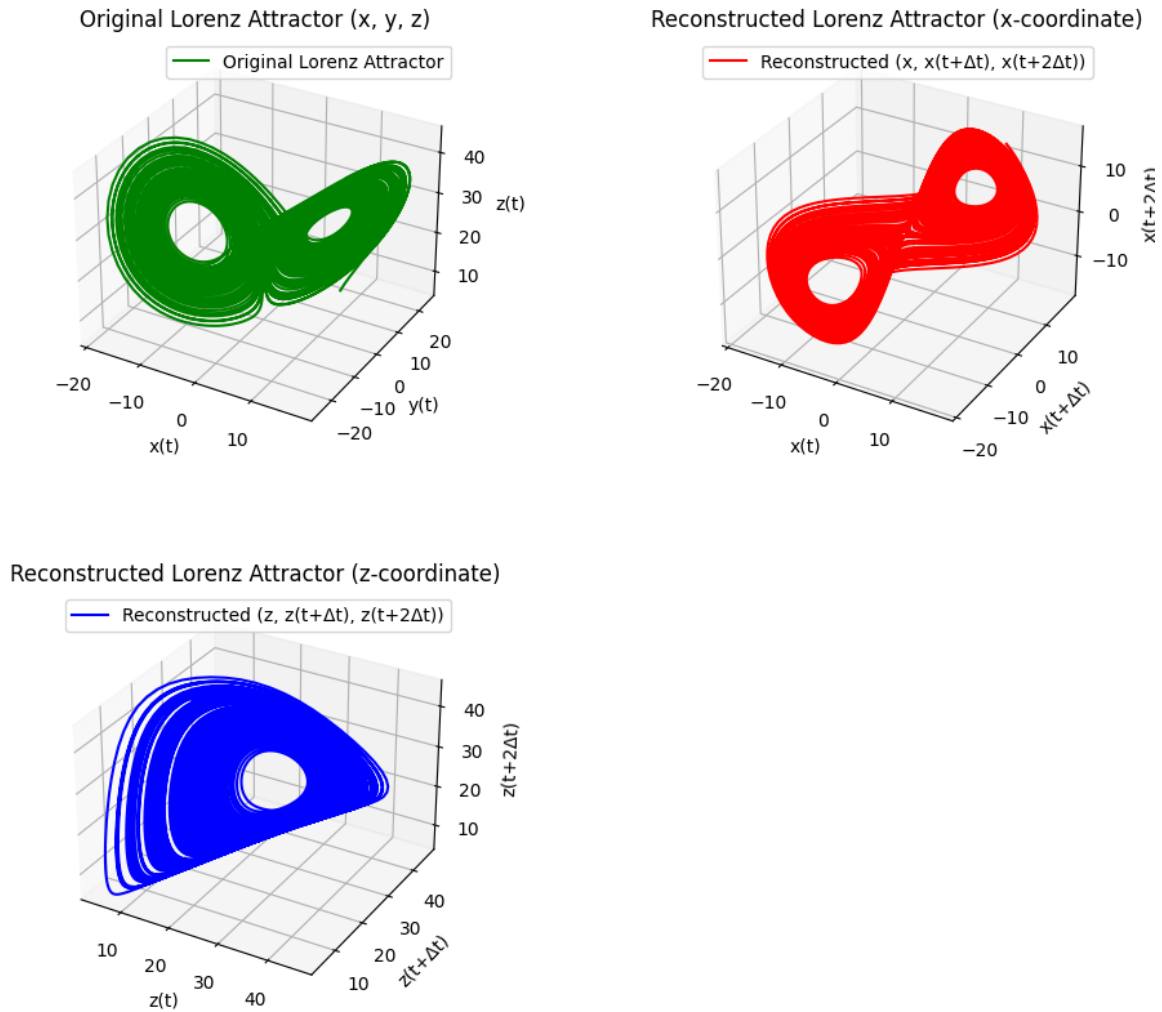 Original Lorenz Attractor (x, y, z)
Original Lorenz Attractor
40
30
20
10
z(t)
20
10
0
−10
−20
y(t)
−20
−10
0
10
x(t)
Reconstructed Lorenz Attractor (x-coordinate)
Reconstructed (x, x(t+Δt), x(t+2Δt))
10
0
−10
x(t+2Δt)
10
0
−10
−20
x(t+Δt)
−20
−10
0
10
x(t)
Reconstructed Lorenz Attractor (z-coordinate)
Reconstructed (z, z(t+Δt), z(t+2Δt))
40
30
20
10
z(t+2Δt)
40
30
20
10
z(t+Δt)
10
20
30
40
z(t)